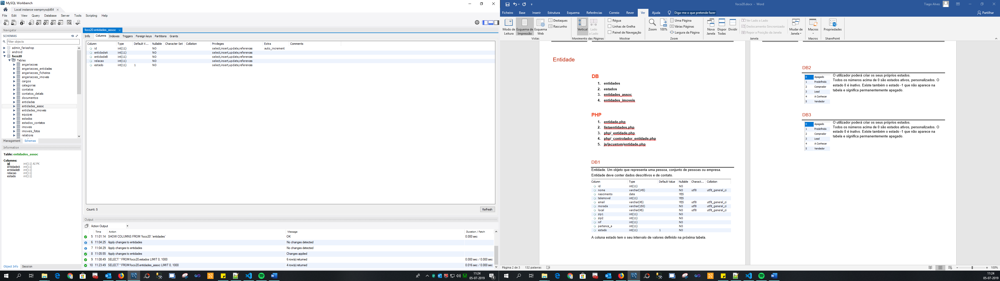 MySQL Workbench
Local instance wampmysqld64
File Edit View Query Database Server Tools Scripting Help
Navigator
SCHEMAS
Filter objects
admin_fariashop
android
foco20
Tables
angariacoes
angariacoes_entidades
angariacoes_ficheiros
angariacoes_imoveis
cargos
categorias
contatos
contatos_details
documentos
entidades
entidades_assoc
entidades_imoveis
equipas
estados
estados_contatos
imoveis
imoveis_fotos
relations
Management Schemas
Information
Table: entidades_assoc
Columns:
id int(11) AI PK
entidadeA int(11)
entidadeB int(11)
relacao int(11)
estado int(11)
Object Info Session
foco20.entidades_assoc
Info Columns Indexes Triggers Foreign keys Partitions Grants
Column Type Default V... Nullable Character Set Collation Privileges Extra Comments
id int(11) NO select,insert,update,references auto_increment
entidadeA int(11) NO select,insert,update,references
entidadeB int(11) NO select,insert,update,references
relacao int(11) NO select,insert,update,references
estado int(11) 1 NO select,insert,update,references
Count: 5
Refresh
Output
Action Output
Time Action Message Duration / Fetch
5 11:01:14 SHOW COLUMNS FROM `foco20`.`entidades` OK 0.000 sec
6 11:04:25 Apply changes to entidades No changes detected
7 11:04:29 Apply changes to entidades No changes detected
8 11:05:55 Apply changes to entidades Changes applied
9 11:08:49 SELECT * FROM foco20.estados LIMIT 0, 1000 6 row(s) returned 0.000 sec / 0.000 sec
10 11:23:49 SELECT * FROM foco20.entidades_assoc LIMIT 0, 1000 4 row(s) returned 0.016 sec / 0.000 sec
11:24
05-07-2019
foco20.docx - Word
Tiago Alves
Ficheiro Base Inserir Estrutura Esquema Referências Correio Rever Ver Ajuda Diga-me o que pretende fazer Partilhar
Modo de Leitura
Esquema de Impressão
Esquema Web
Destaques
Rascunho
Vistas
Vertical
Lado a Lado
Movimento das Páginas
Régua
Linhas de Grelha
Painel de Navegação
Mostrar
Zoom
100%
Uma Página
Várias Páginas
Largura da Página
Zoom
Nova Janela
Dispor Todas
Dividir
Ver Lado a Lado
Deslocamento Sincronizado
Repor a Posição da Janela
Mudar de Janela
Janela
Macros
Macros
Propriedades
SharePoint
Entidade
DB
1. entidades
2. estados
3. entidades_assoc
4. entidades_imoveis
PHP
1. entidade.php
2. listaentidades.php
3. php/_entidade.php
4. php/_controlador_entidade.php
5. js/jscustom/entidade.php
DB1
Entidade. Um objeto que representa uma pessoa, conjunto de pessoas ou empresa.
Entidade deve conter dados descritivos e de contato.
Column Type Default Value Nullable Charact... Collation
id int(11) NO
nome varchar(145) NO utf8 utf8_general_ci
nascimento date YES
telemovel int(11) YES
email varchar(45) YES utf8 utf8_general_ci
morada varchar(150) NO utf8 utf8_general_ci
local varchar(45) NO utf8 utf8_general_ci
zip1 int(11) NO
zip2 int(11) NO
nif int(11) NO
pertence_a int(11) NO
estado int(11) 1 NO
A coluna estado tem o seu intervalo de valores definido na próxima tabela.
DB2
0 Apagado
1 Predefinido
2 Comprador
3 Lead
4 A Conhecer
5 Vendedor
O utilizador poderá criar os seus próprios estados.
Todos os números acima de 0 são estados ativos, personalizados. O
estado 0 é inativo. Existe também o estado -1 que não aparece na
tabela e significa permanentemente apagado.
DB3
0 Apagado
1 Predefinido
2 Comprador
3 Lead
4 A Conhecer
5 Vendedor
O utilizador poderá criar os seus próprios estados.
Todos os números acima de 0 são estados ativos, personalizados. O
estado 0 é inativo. Existe também o estado -1 que não aparece na
tabela e significa permanentemente apagado.
Página 2 de 3 132 palavras
100%
11:24
05-07-2019